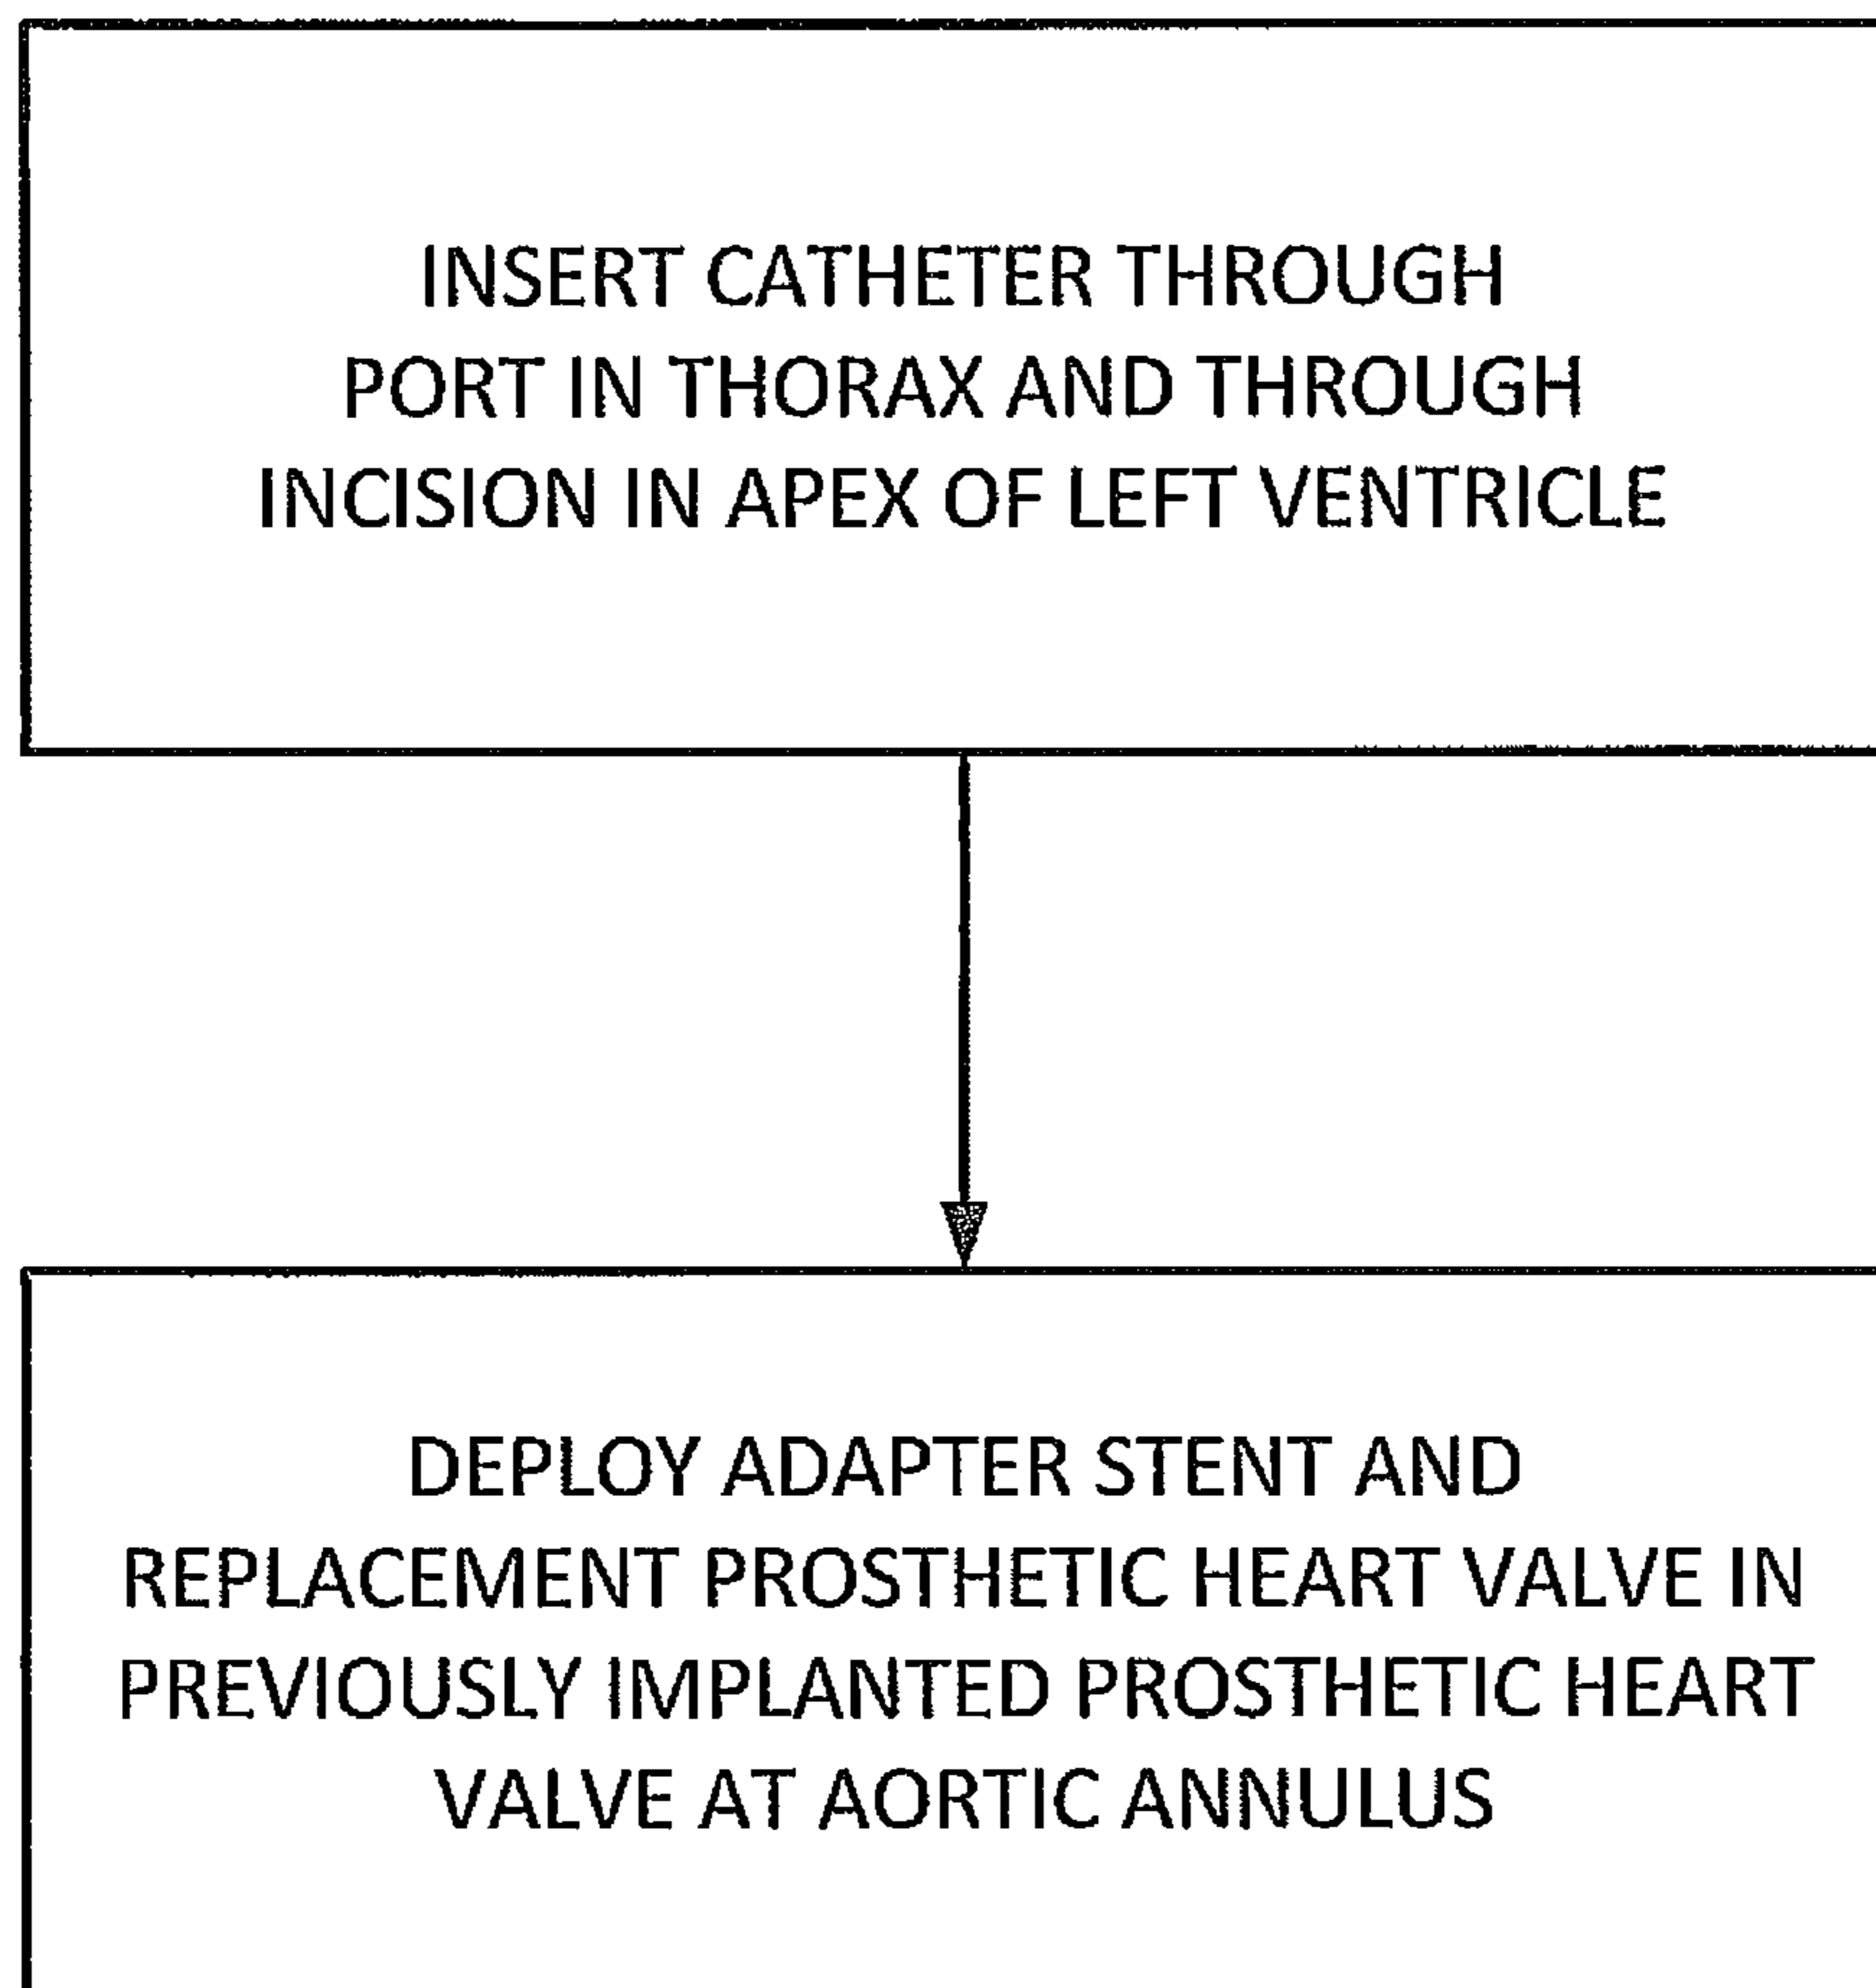 INSERT CATHETER THROUGH
PORT IN THORAX AND THROUGH
INCISION IN APEX OF LEFT VENTRICLE
DEPLOY ADAPTER STENT AND
REPLACEMENT PROSTHETIC HEART VALVE IN
PREVIOUSLY IMPLANTED PROSTHETIC HEART
VALVE AT AORTIC ANNULUS